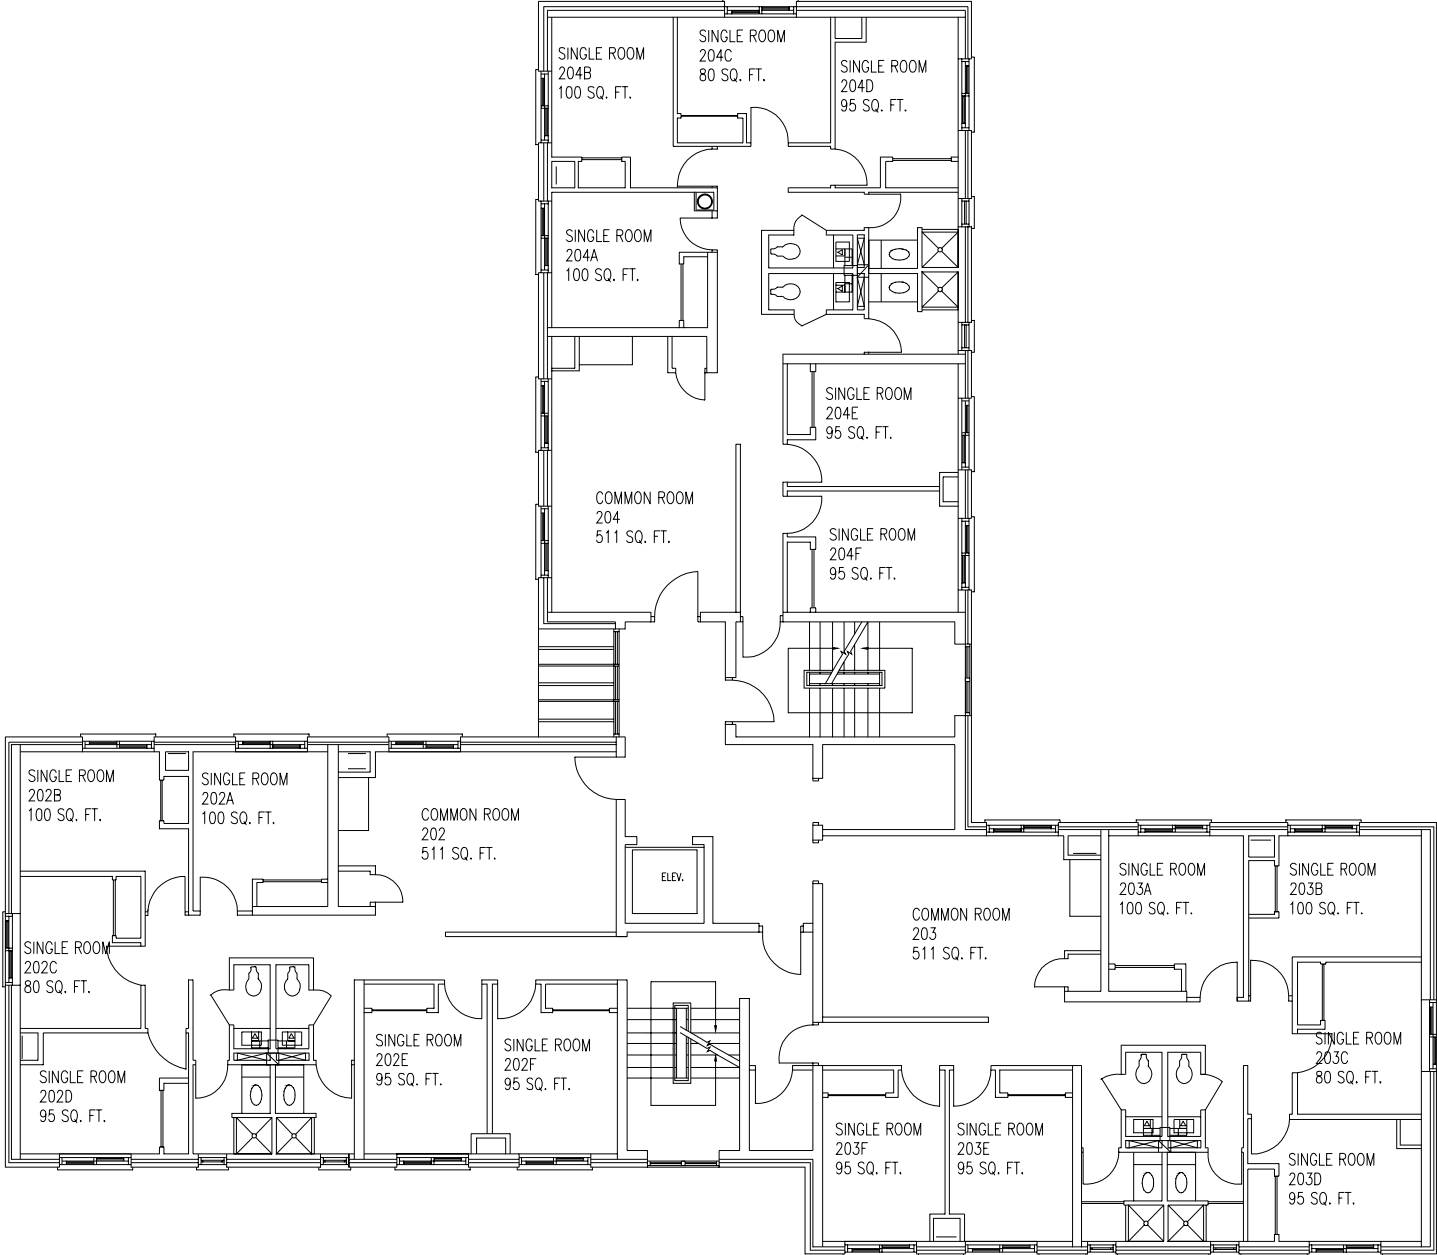 SINGLE ROOM
204B
100 SQ. FT.
SINGLE ROOM
204C
80 SQ. FT.
SINGLE ROOM
204D
95 SQ. FT.
SINGLE ROOM
204A
100 SQ. FT.
SINGLE ROOM
204E
95 SQ. FT.
COMMON ROOM
204
511 SQ. FT.
SINGLE ROOM
204F
95 SQ. FT.
SINGLE ROOM
202B
100 SQ. FT.
SINGLE ROOM
202A
100 SQ. FT.
COMMON ROOM
202
511 SQ. FT.
ELEV.
SINGLE ROOM
203A
100 SQ. FT.
SINGLE ROOM
203B
100 SQ. FT.
COMMON ROOM
203
511 SQ. FT.
SINGLE ROOM
202C
80 SQ. FT.
SINGLE ROOM
202D
95 SQ. FT.
SINGLE ROOM
202E
95 SQ. FT.
SINGLE ROOM
202F
95 SQ. FT.
SINGLE ROOM
203C
80 SQ. FT.
SINGLE ROOM
203F
95 SQ. FT.
SINGLE ROOM
203E
95 SQ. FT.
SINGLE ROOM
203D
95 SQ. FT.